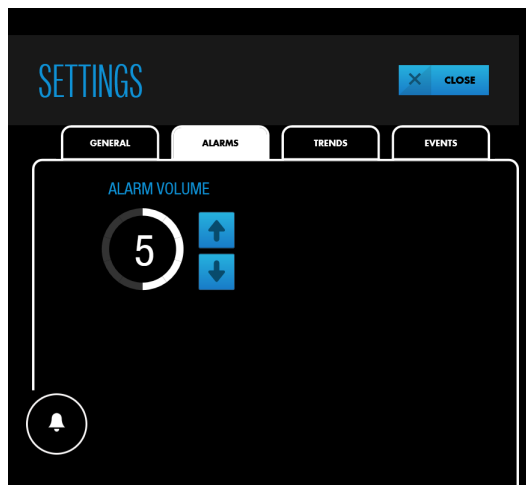 SETTINGS
CLOSE
GENERAL ALARMS TRENDS EVENTS
ALARM VOLUME
5